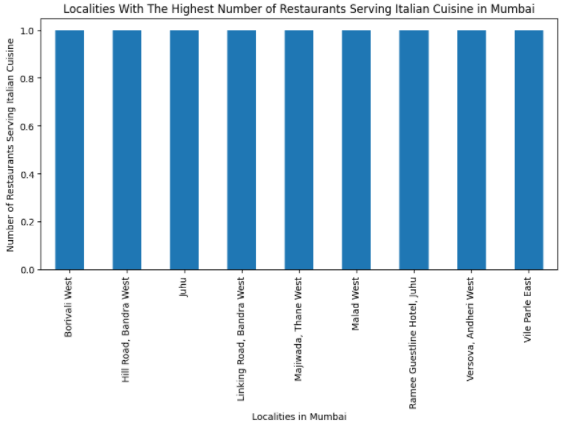 Localities With The Highest Number of Restaurants Serving Italian Cuisine in Mumbai
Number of Restaurants Serving Italian Cuisine
1.0
0.8
0.6
0.4
0.2
0.0
Borivali West
Hill Road, Bandra West
Juhu
Linking Road, Bandra West
Majiwada, Thane West
Malad West
Ramee Guestline Hotel, Juhu
Versova, Andheri West
Vile Parle East
Localities in Mumbai